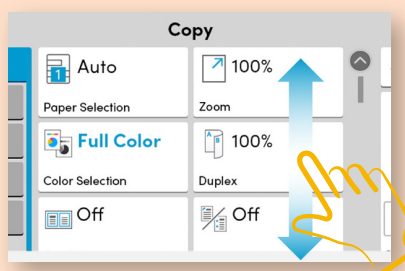 Copy
Auto
100%
Paper Selection
Zoom
Full Color
100%
Color Selection
Duplex
Off
Off